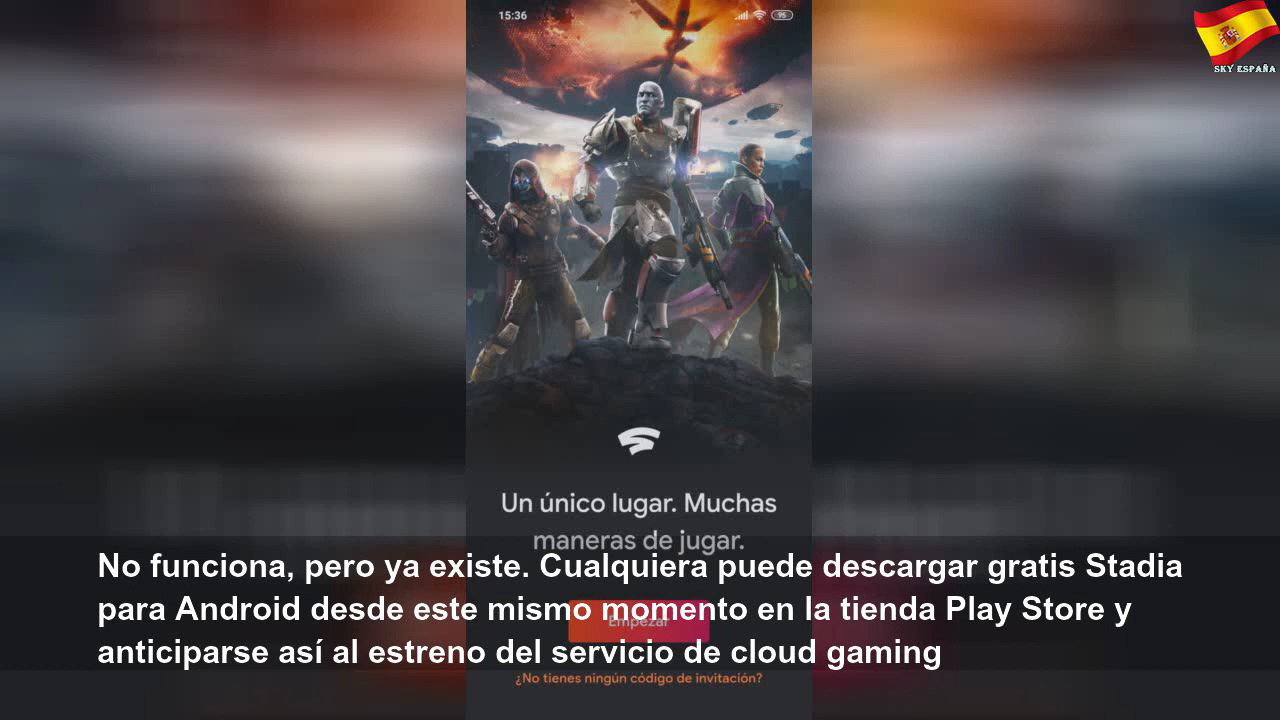 15:36
95
SKY ESPAÑA
Un único lugar. Muchas
maneras de jugar.
No funciona, pero ya existe. Cualquiera puede descargar gratis Stadia
para Android desde este mismo momento en la tienda Play Store y
Empezar
anticiparse así al estreno del servicio de cloud gaming
¿No tienes ningún código de invitación?